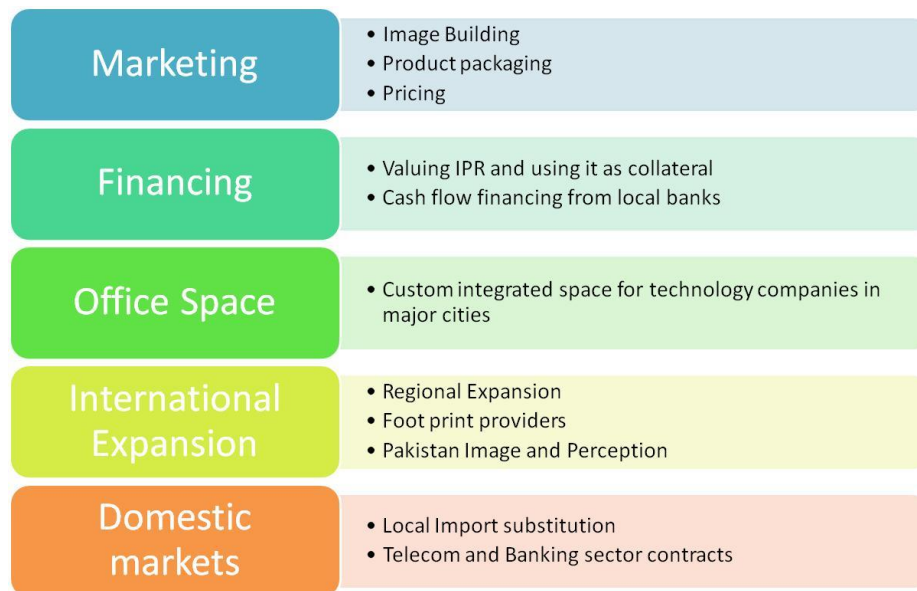 Marketing
• Image Building
• Product packaging
• Pricing
Financing
• Valuing IPR and using it as collateral
• Cash flow financing from local banks
Office Space
• Custom integrated space for technology companies in
major cities
International
Expansion
• Regional Expansion
• Foot print providers
• Pakistan Image and Perception
Domestic
markets
• Local Import substitution
• Telecom and Banking sector contracts